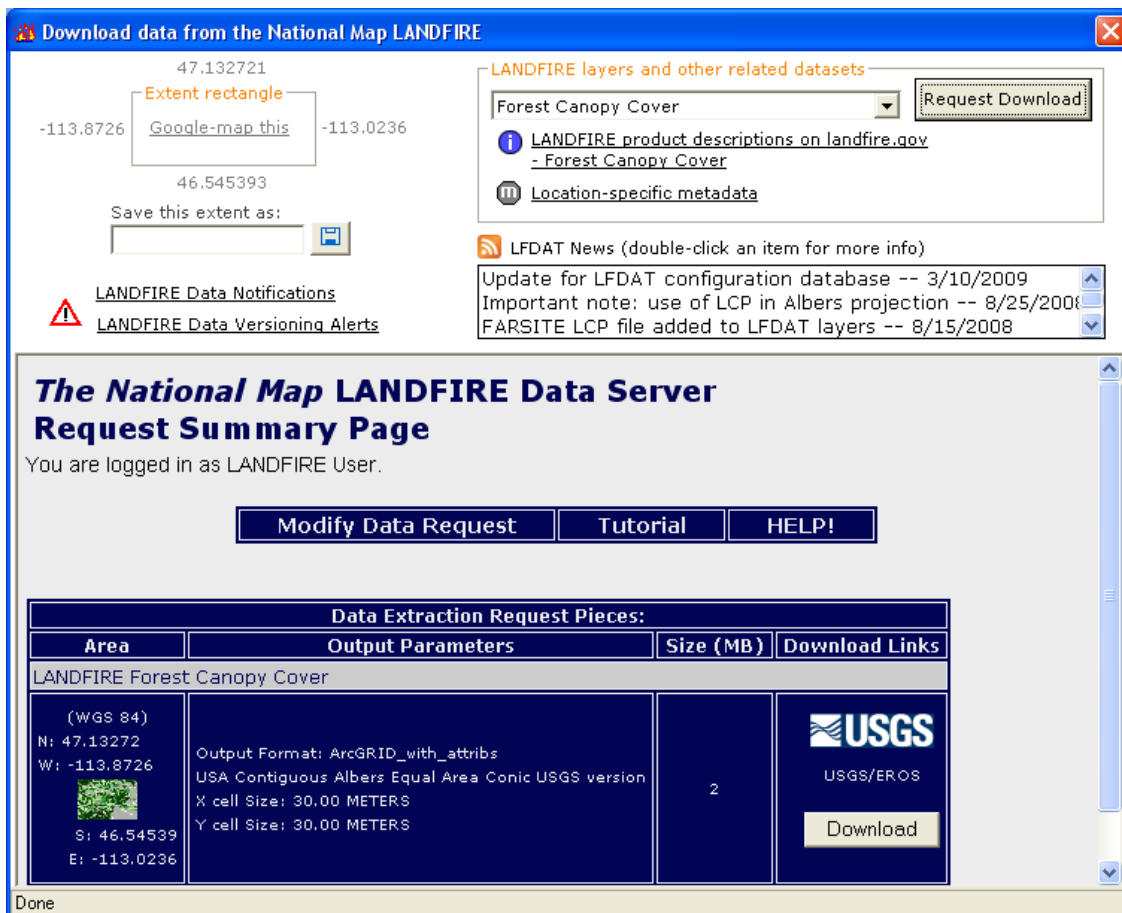 Download data from the National Map LANDFIRE
47.132721
Extent rectangle
-113.8726
Google-map this
-113.0236
46.545393
Save this extent as:
LANDFIRE Data Notifications
LANDFIRE Data Versioning Alerts
LANDFIRE layers and other related datasets
Forest Canopy Cover
Request Download
i
LANDFIRE product descriptions on landfire.gov
- Forest Canopy Cover
m
Location-specific metadata
LFDAT News (double-click an item for more info)
Update for LFDAT configuration database -- 3/10/2009
Important note: use of LCP in Albers projection -- 8/25/2008
FARSITE LCP file added to LFDAT layers -- 8/15/2008
The National Map LANDFIRE Data Server
Request Summary Page
You are logged in as LANDFIRE User.
Modify Data Request
Tutorial
HELP!
Data Extraction Request Pieces:
Area
Output Parameters
Size (MB)
Download Links
LANDFIRE Forest Canopy Cover
(WGS 84)
N: 47.13272
W: -113.8726
S: 46.54539
E: -113.0236
Output Format: ArcGRID_with_attribs
USA Contiguous Albers Equal Area Conic USGS version
X cell Size: 30.00 METERS
Y cell Size: 30.00 METERS
2
USGS
USGS/EROS
Download
Done